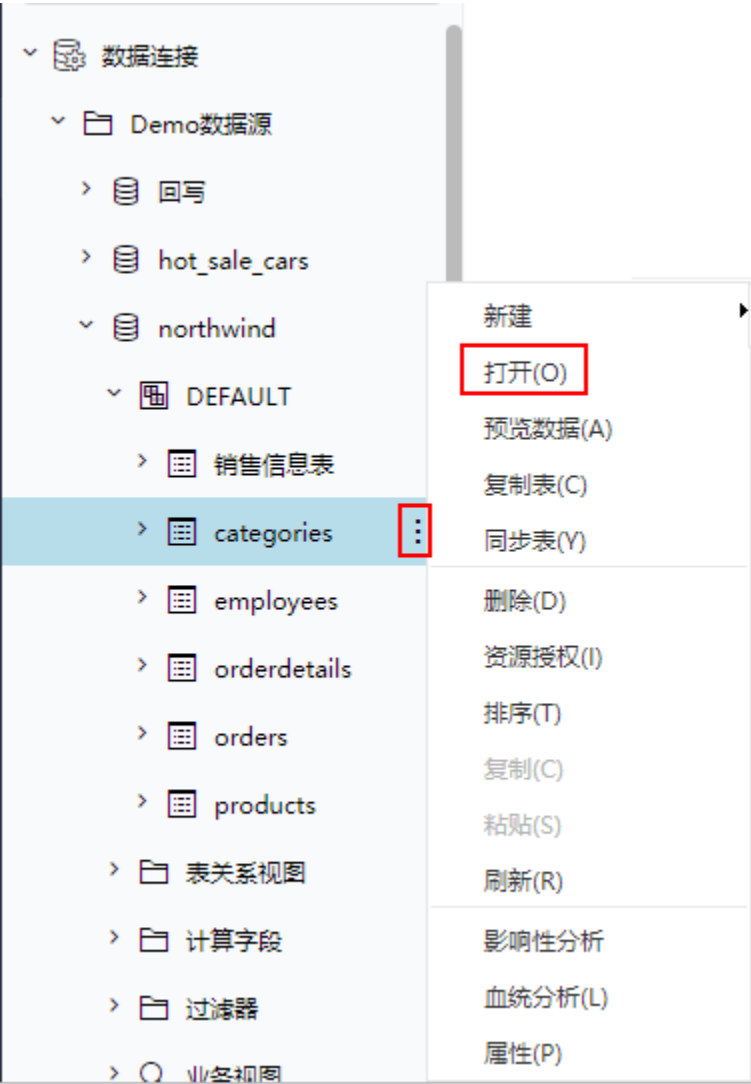 数据连接
Demo数据源
回写
hot_sale_cars
northwind
DEFAULT
销售信息表
categories
employees
orderdetails
orders
products
表关系视图
计算字段
过滤器
业务视图
新建
打开(O)
预览数据(A)
复制表(C)
同步表(Y)
删除(D)
资源授权(I)
排序(T)
复制(C)
粘贴(S)
刷新(R)
影响性分析
血统分析(L)
属性(P)